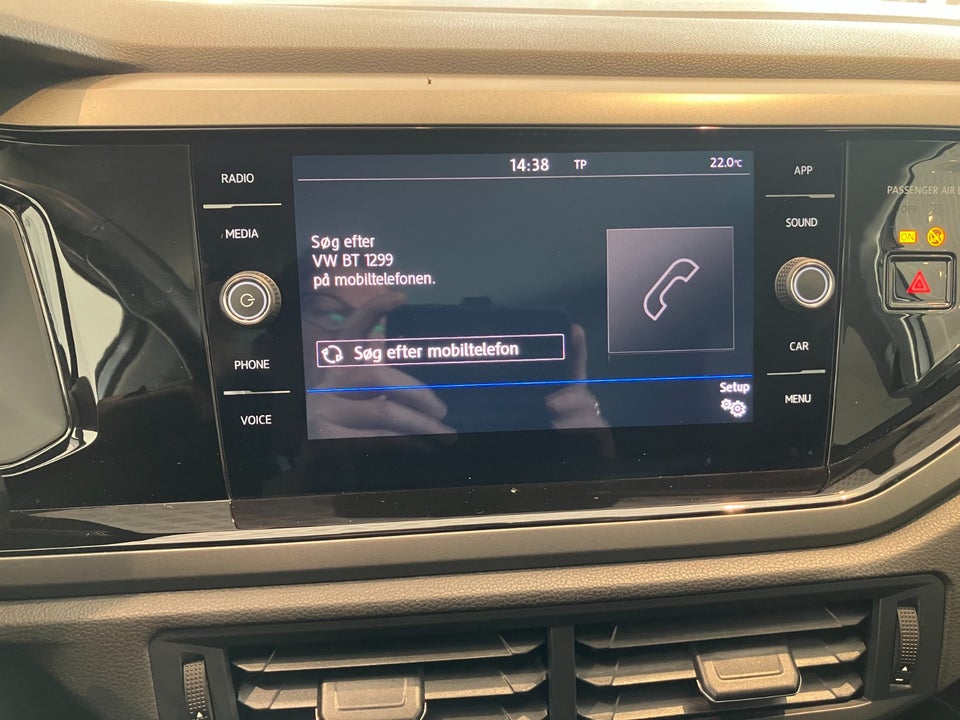 RADIO
MEDIA
PHONE
VOICE
14:38 TP 22.0°C
Søg efter
VW BT 1299
på mobiltelefonen.
Søg efter mobiltelefon
Setup
APP
SOUND
CAR
MENU
PASSENGER AIR
OFF
ON